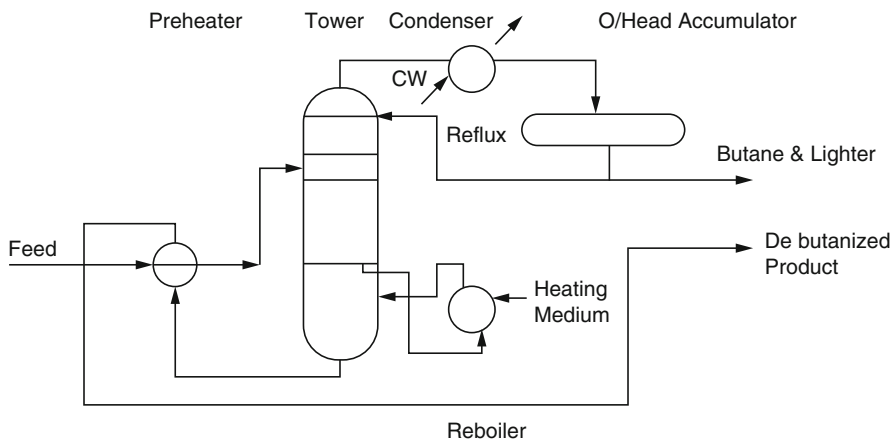 Preheater
Tower
Condenser
O/Head Accumulator
CW
Reflux
Butane & Lighter
Feed
De butanized
Product
Heating
Medium
Reboiler